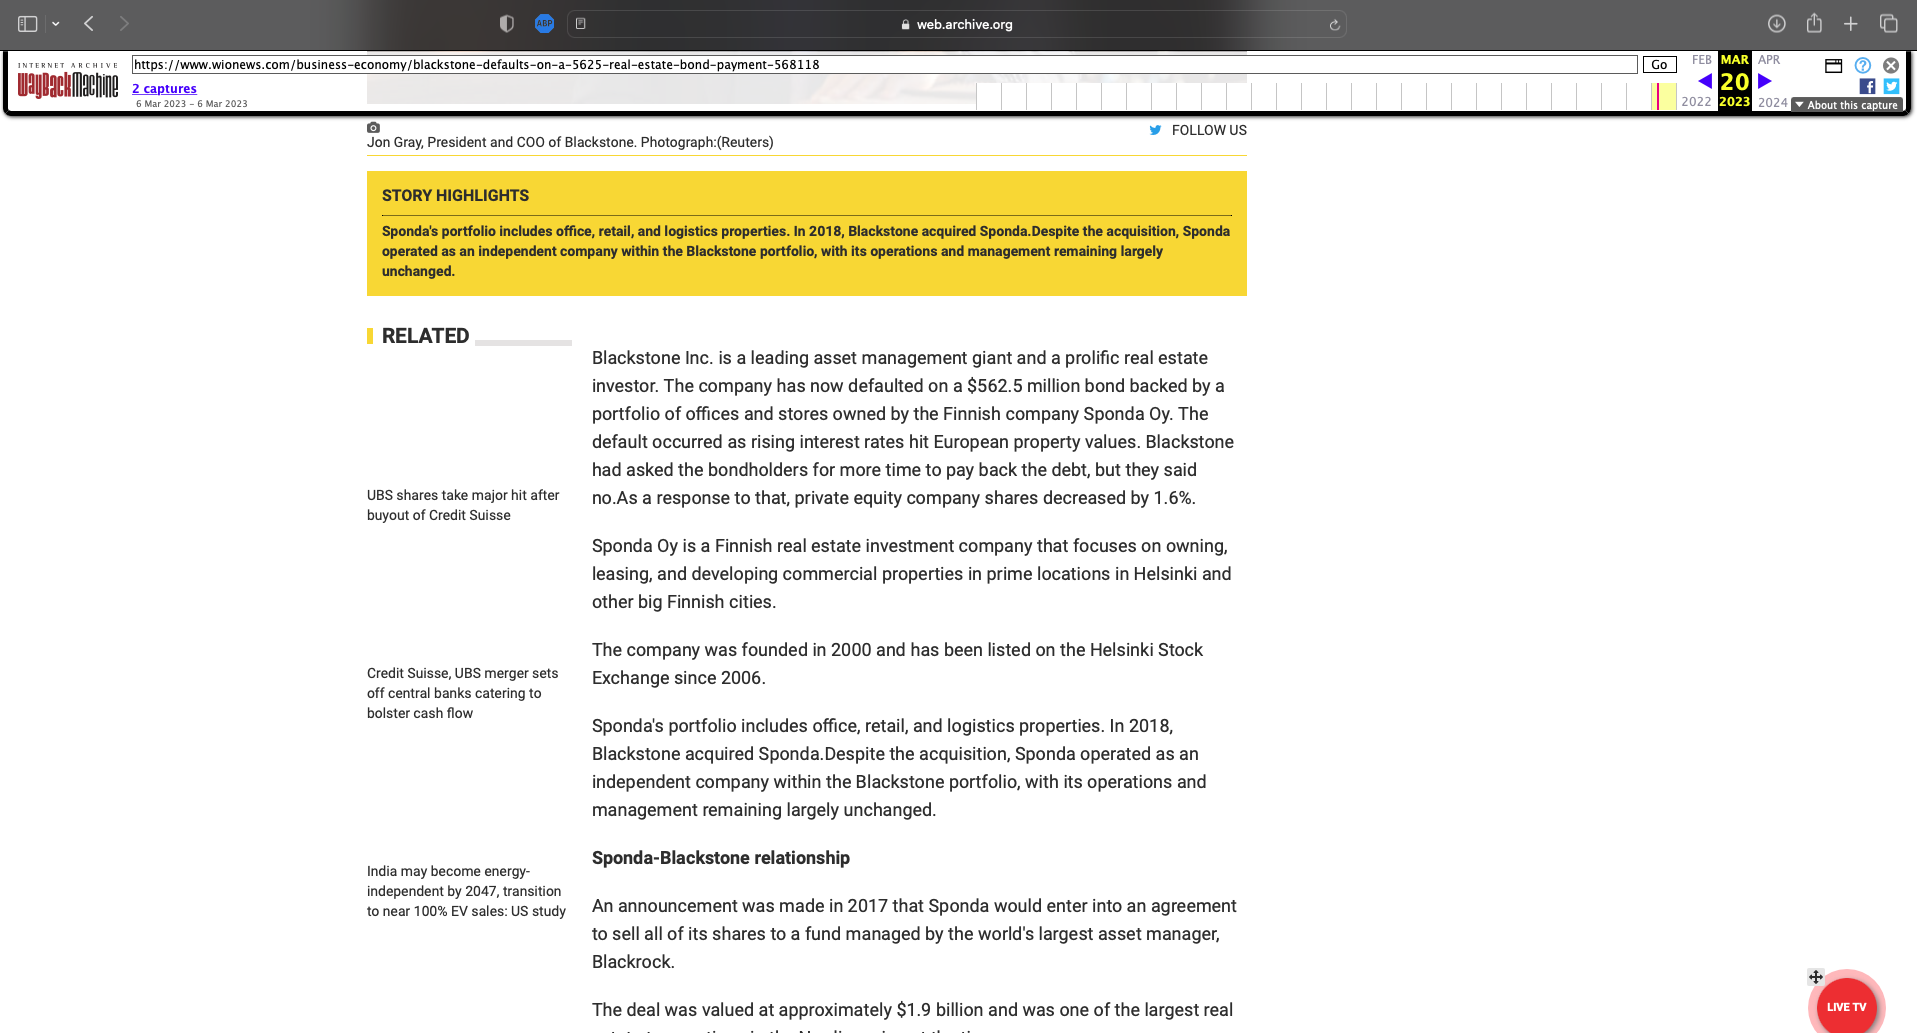 web.archive.org
INTERNET ARCHIVE
WayBackMachine
https://www.wionews.com/business-economy/blackstone-defaults-on-a-5625-real-estate-bond-payment-568118
Go
FEB MAR APR
2 captures
20
6 Mar 2023 – 6 Mar 2023
2022 2023 2024
About this capture
Jon Gray, President and COO of Blackstone. Photograph:(Reuters)
FOLLOW US
STORY HIGHLIGHTS
Sponda's portfolio includes office, retail, and logistics properties. In 2018, Blackstone acquired Sponda.Despite the acquisition, Sponda
operated as an independent company within the Blackstone portfolio, with its operations and management remaining largely
unchanged.
RELATED
UBS shares take major hit after
buyout of Credit Suisse
Credit Suisse, UBS merger sets
off central banks catering to
bolster cash flow
India may become energy-
independent by 2047, transition
to near 100% EV sales: US study
Blackstone Inc. is a leading asset management giant and a prolific real estate
investor. The company has now defaulted on a $562.5 million bond backed by a
portfolio of offices and stores owned by the Finnish company Sponda Oy. The
default occurred as rising interest rates hit European property values. Blackstone
had asked the bondholders for more time to pay back the debt, but they said
no.As a response to that, private equity company shares decreased by 1.6%.
Sponda Oy is a Finnish real estate investment company that focuses on owning,
leasing, and developing commercial properties in prime locations in Helsinki and
other big Finnish cities.
The company was founded in 2000 and has been listed on the Helsinki Stock
Exchange since 2006.
Sponda's portfolio includes office, retail, and logistics properties. In 2018,
Blackstone acquired Sponda.Despite the acquisition, Sponda operated as an
independent company within the Blackstone portfolio, with its operations and
management remaining largely unchanged.
Sponda-Blackstone relationship
An announcement was made in 2017 that Sponda would enter into an agreement
to sell all of its shares to a fund managed by the world's largest asset manager,
Blackrock.
The deal was valued at approximately $1.9 billion and was one of the largest real
LIVE TV
ABP